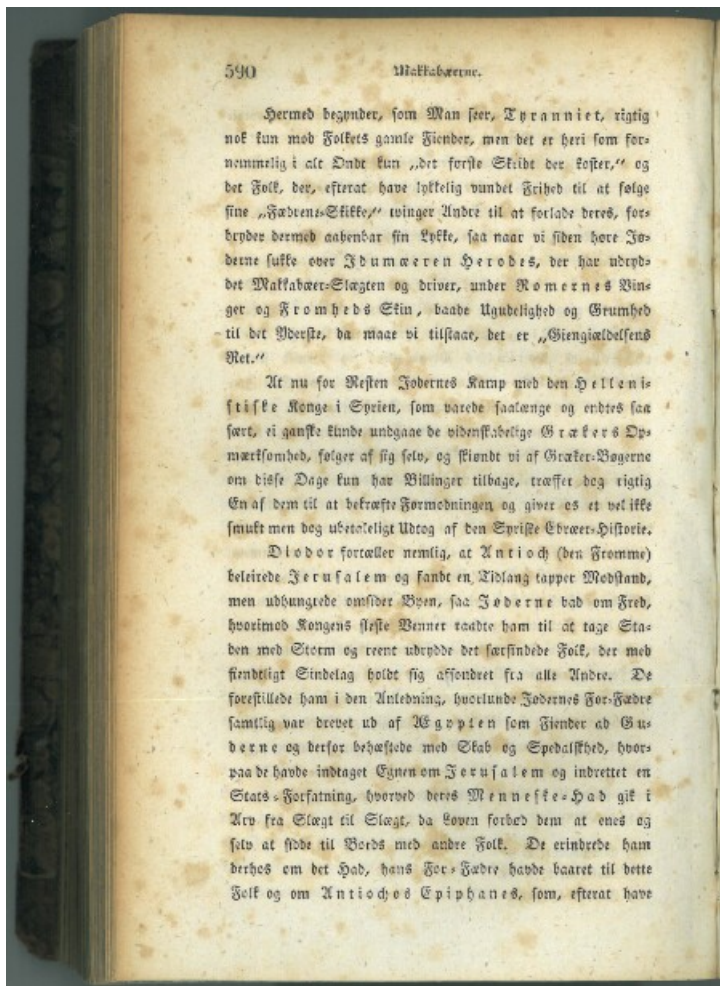 590
Makkabæerne.
Hermed begynder, som Man seer, Tyranniet, rigtig
nok kun mod Folkets gamle Fiender, men det er heri som for-
nemmelig i alt Ondt kun „det første Skridt der koster,“ og
det Folk, der, efterat have lykkelig vundet Frihed til at følge
sine „Fædrene-Skikke,“ tvinger Andre til at forlade deres, for-
bryder dermed aabenbar sin Lykke, saa naar vi siden høre Jø-
derne sukke over Idumæeren Herodes, der har udryd-
det Makkabæer-Slægten og driver, under Romernes Vin-
ger og Fromheds Skin, baade Ugudelighed og Grumhed
til det Yderste, da maae vi tilstaae, det er „Giengiældelsens
Ret.“
At nu for Resten Jødernes Kamp med den Helleni-
stiske Konge i Syrien, som varede saalænge og endtes saa
sært, ei ganske kunde undgaae de videnskabelige Grækers Op-
mærksomhed, følger af sig selv, og skiøndt vi af Græker-Bøgerne
om disse Dage kun har Pillinger tilbage, træffer dog rigtig
En af dem til at bekræfte Formodningen og giver os et vel ikke
smukt men dog ubetaleligt Udtog af den Syriske Ebræer-Historie.
Diodor fortæller nemlig, at Antioch (den Fromme)
beleirede Jerusalem og fandt en Tidlang tapper Modstand,
men udhungrede omsider Byen, saa Jøderne bad om Fred,
hvorimod Kongens fleste Venner raadte ham til at tage Sta-
den med Storm og reent udrydde det særsindede Folk, der med
fiendtligt Sindelag holdt sig affondret fra alle Andre. De
forestillede ham i den Anledning, hvorlunde Jødernes For-Fædre
samtlig var drevet ud af Ægypten som Fiender ad Gu-
derne og derfor behæftede med Skab og Spedalskhed, hvor-
paa de havde indtaget Egnen om Jerusalem og indrettet en
Stats-Forfatning, hvorved deres Menneske-Had gik i
Arv fra Slægt til Slægt, da Loven forbød dem at enes og
selv at sidde til Bords med andre Folk. De erindrede ham
derhos om det Had, hans For-Fædre havde baaret til dette
Folk og om Antiochos Epiphanes, som, efterat have